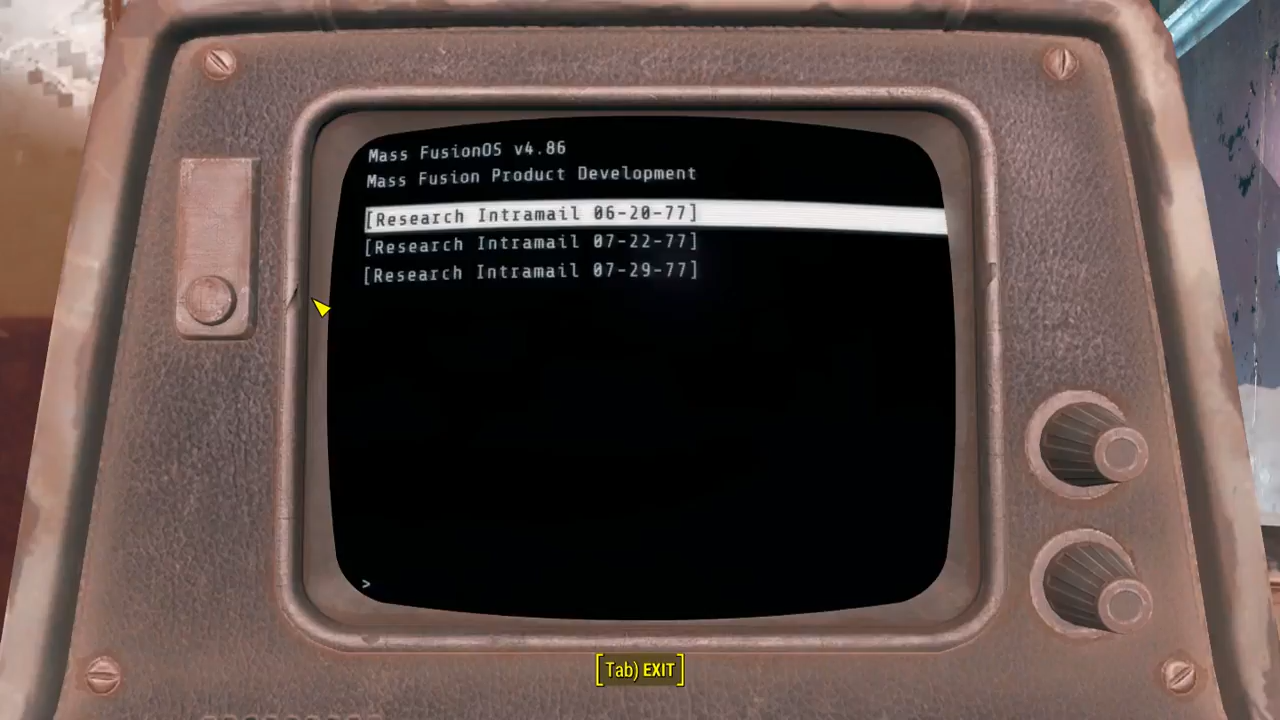 Mass FusionOS v4.86
Mass Fusion Product Development
[Research Intramail 06-20-77]
[Research Intramail 07-22-77]
[Research Intramail 07-29-77]
>
[Tab) EXIT]